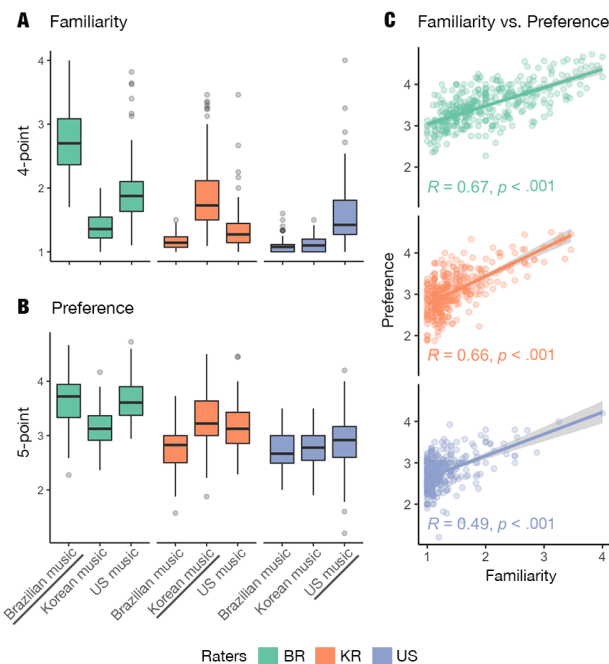 A Familiarity
4-point
4
3
2
1
B Preference
5-point
4
3
2
Brazilian music
Korean music
US music
Brazilian music
Korean music
US music
Brazilian music
Korean music
US music
C Familiarity vs. Preference
Preference
4
3
2
R = 0.67, p < .001
4
3
2
R = 0.66, p < .001
4
3
2
R = 0.49, p < .001
1 2 3 4
Familiarity
Raters BR KR US